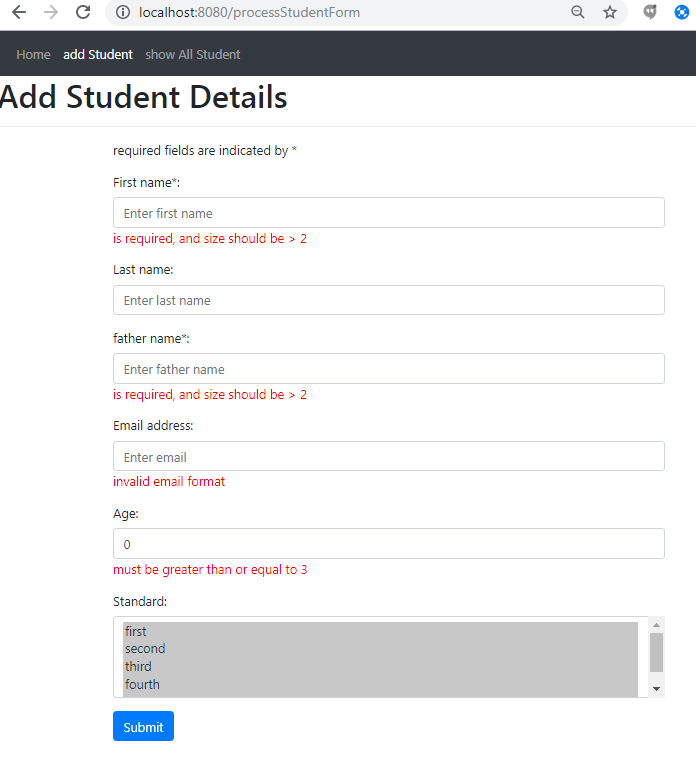 localhost:8080/processStudentForm
Home add Student show All Student
Add Student Details
required fields are indicated by *
First name*:
Enter first name
is required, and size should be > 2
Last name:
Enter last name
father name*:
Enter father name
is required, and size should be > 2
Email address:
Enter email
invalid email format
Age:
0
must be greater than or equal to 3
Standard:
first
second
third
fourth
Submit